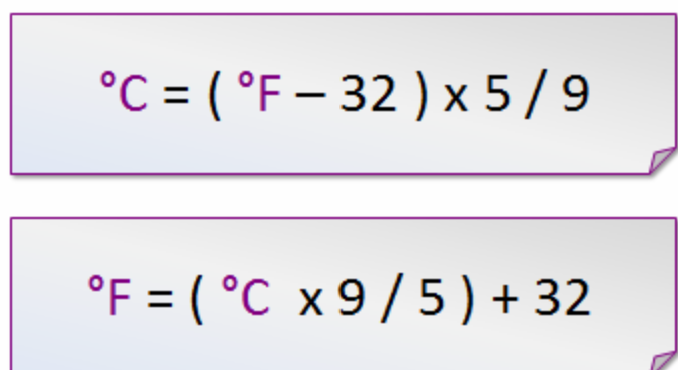 °C = ( °F – 32 ) x 5 / 9
°F = ( °C x 9 / 5 ) + 32